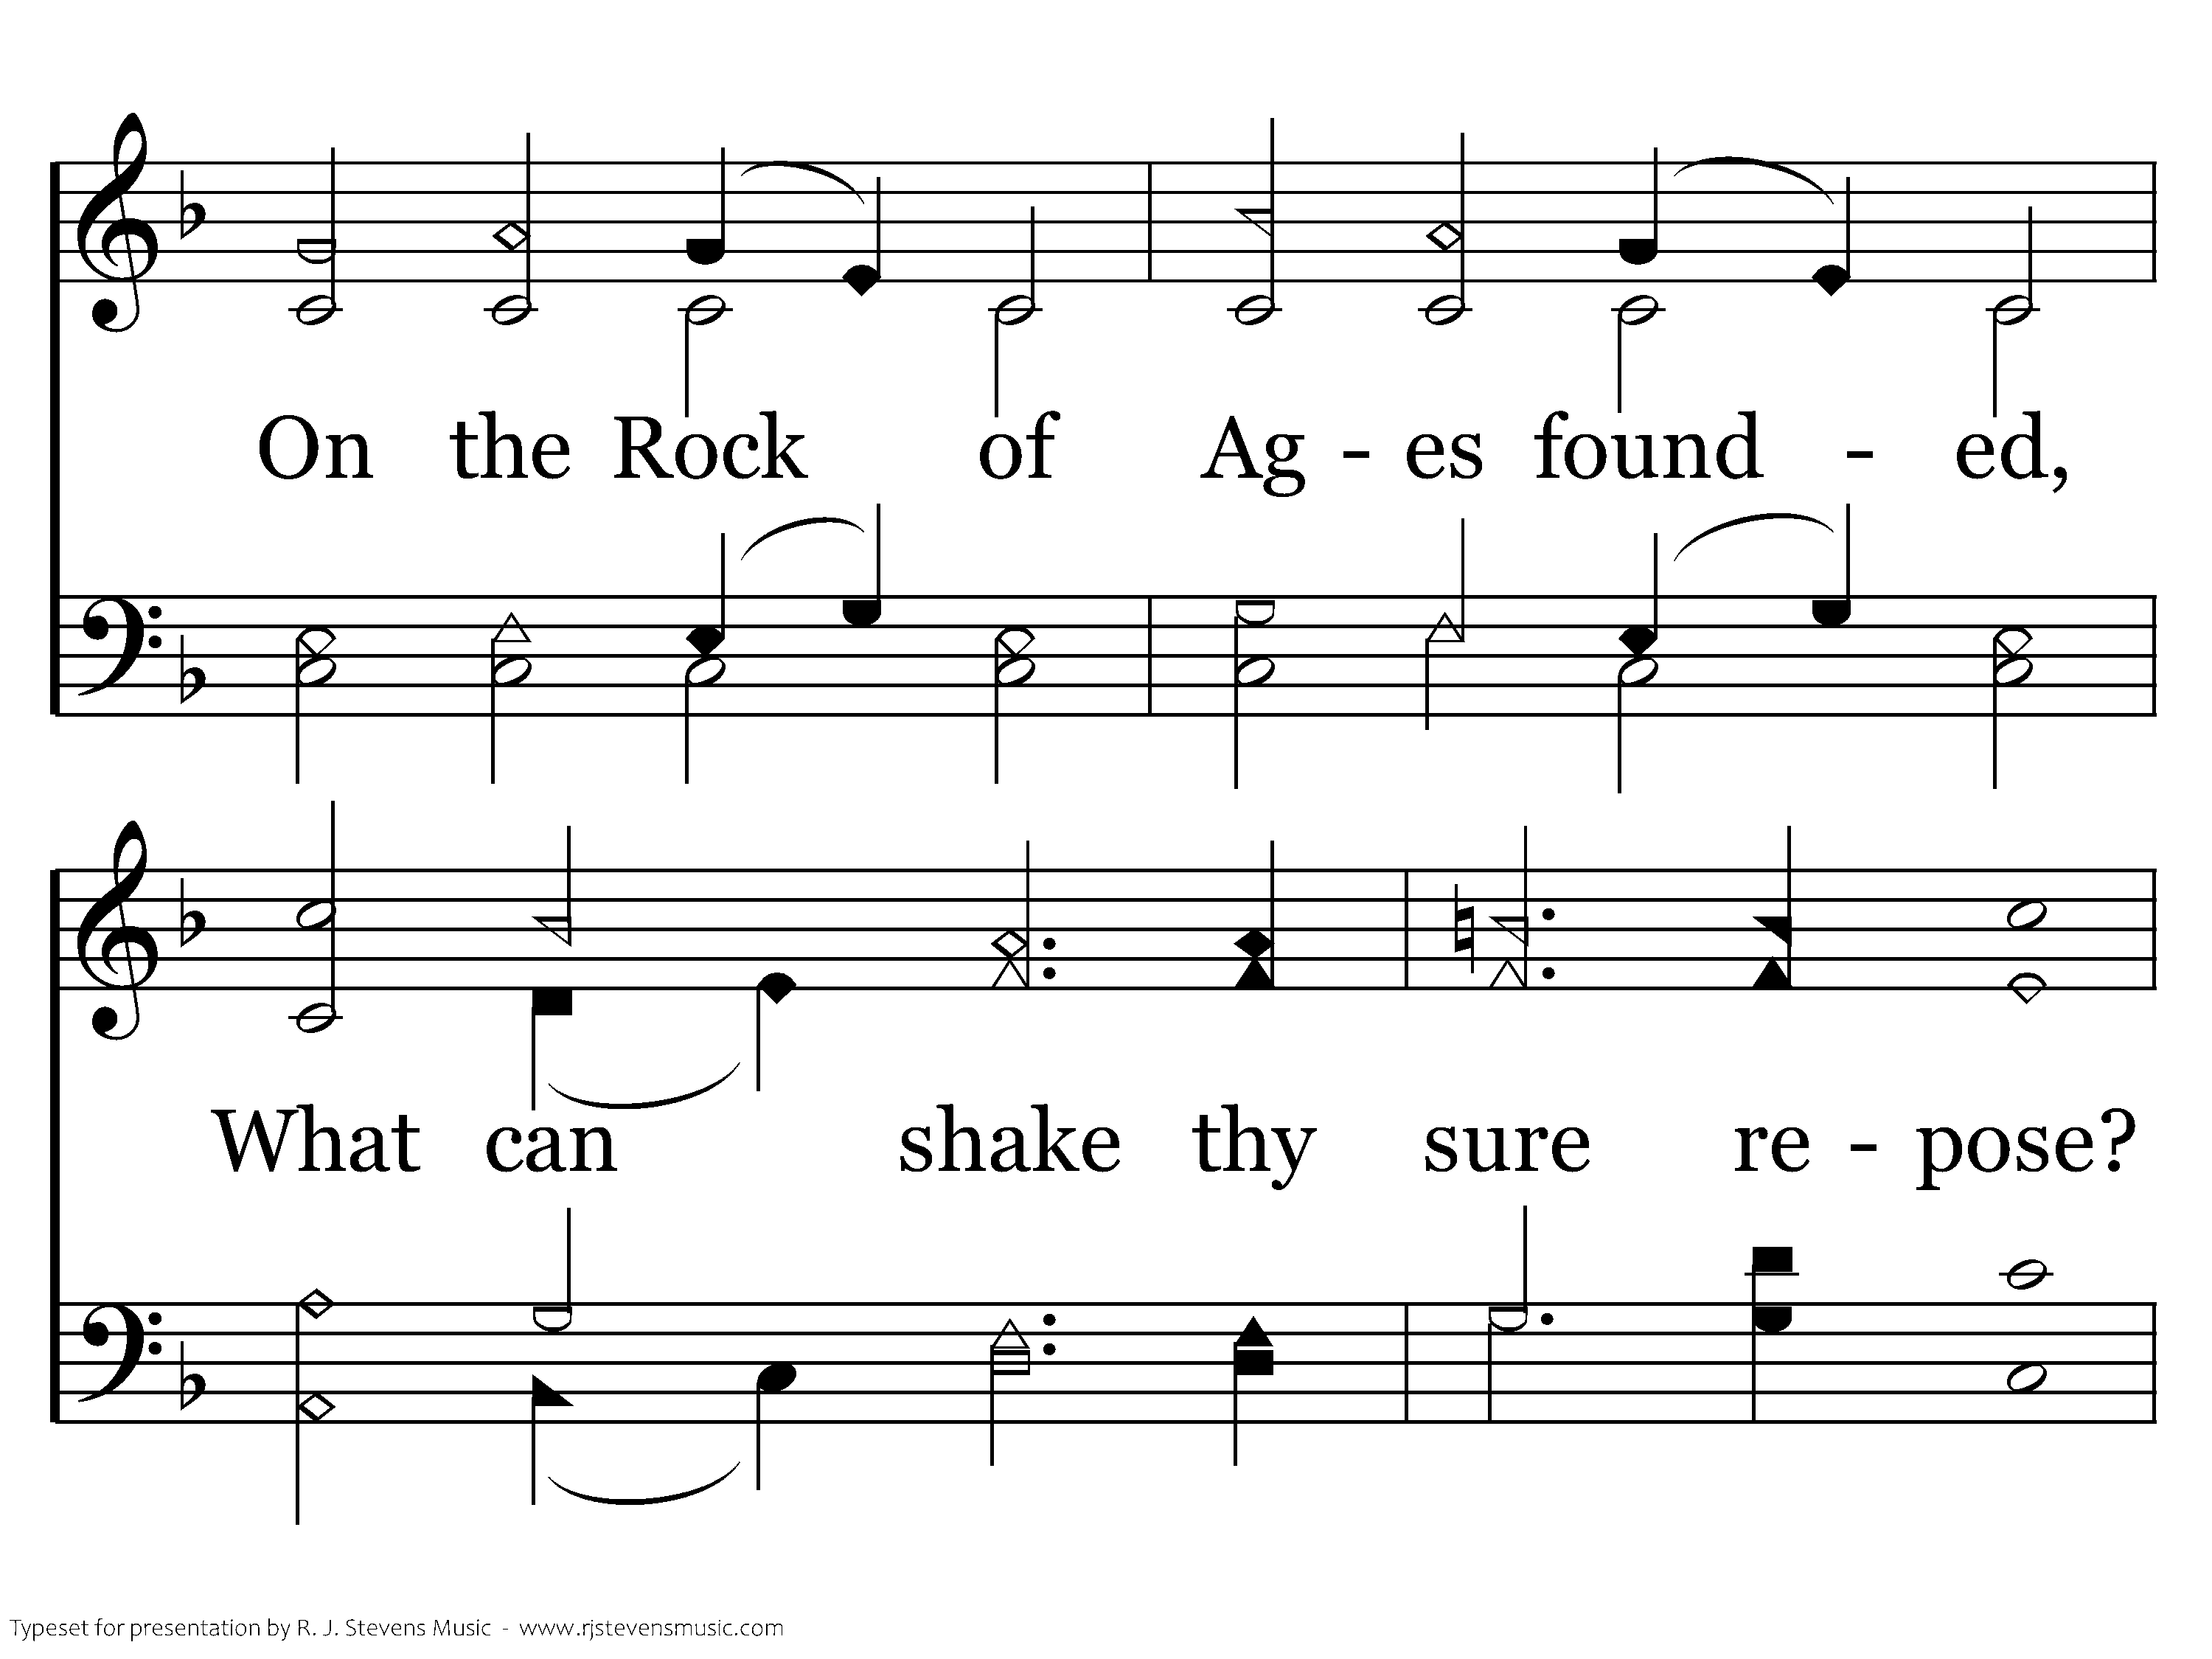 On the Rock of Ag - es found - ed,
What can shake thy sure re - pose?
Typeset for presentation by R. J. Stevens Music - www.rjstevensmusic.com